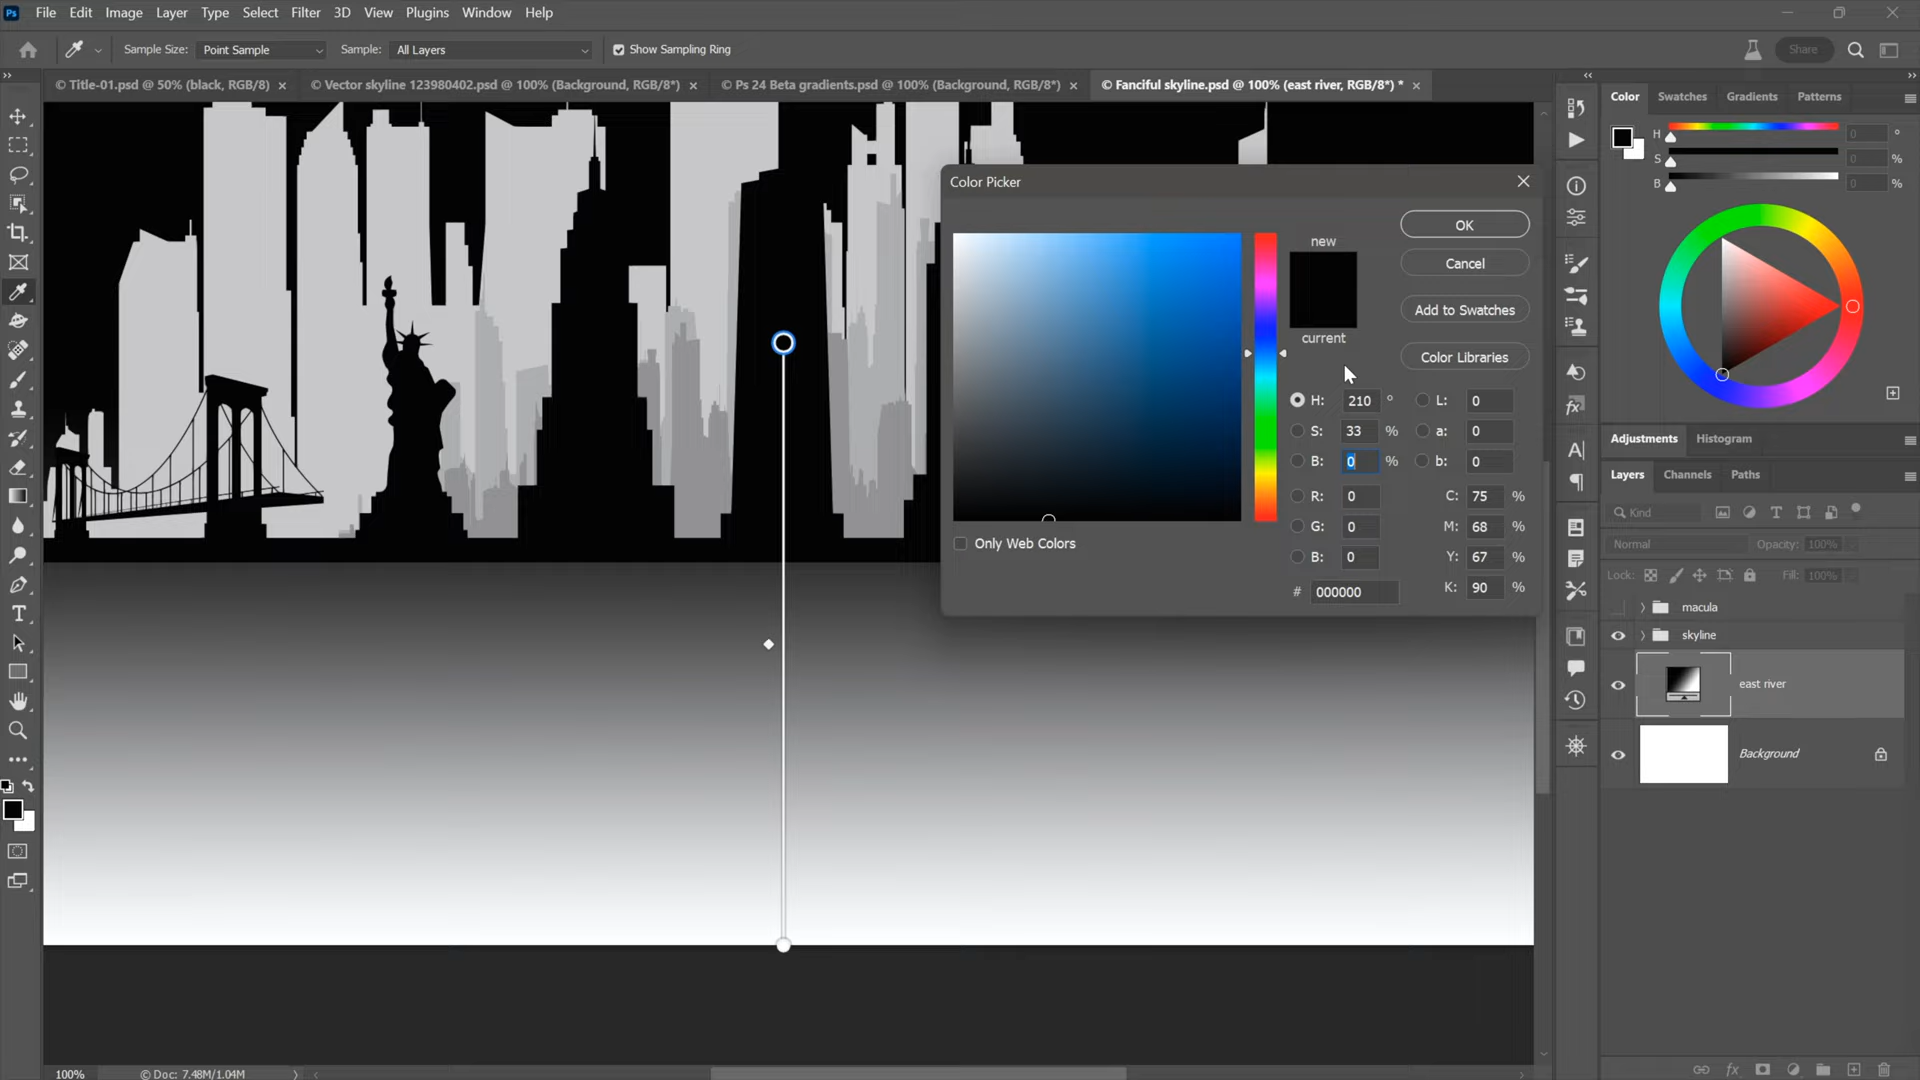 Ps File Edit Image Layer Type Select Filter 3D View Plugins Window Help
Sample Size: Point Sample Sample: All Layers Show Sampling Ring Share
© Title-01.psd @ 50% (black, RGB/8) × © Vector skyline 123980402.psd @ 100% (Background, RGB/8*) × © Ps 24 Beta gradients.psd @ 100% (Background, RGB/8*) × © Fanciful skyline.psd @ 100% (east river, RGB/8*) * ×
Color Picker
new
current
OK
Cancel
Add to Swatches
Color Libraries
H: 210 °
S: 33 %
B: 0 %
R: 0
G: 0
B: 0
# 000000
L: 0
a: 0
b: 0
C: 75 %
M: 68 %
Y: 67 %
K: 90 %
Only Web Colors
Color Swatches Gradients Patterns
H 0 °
S 0 %
B 0 %
Adjustments Histogram
Layers Channels Paths
Kind
Normal Opacity: 100%
Lock: Fill: 100%
macula
skyline
east river
Background
100% © Doc: 7.48M/1.04M